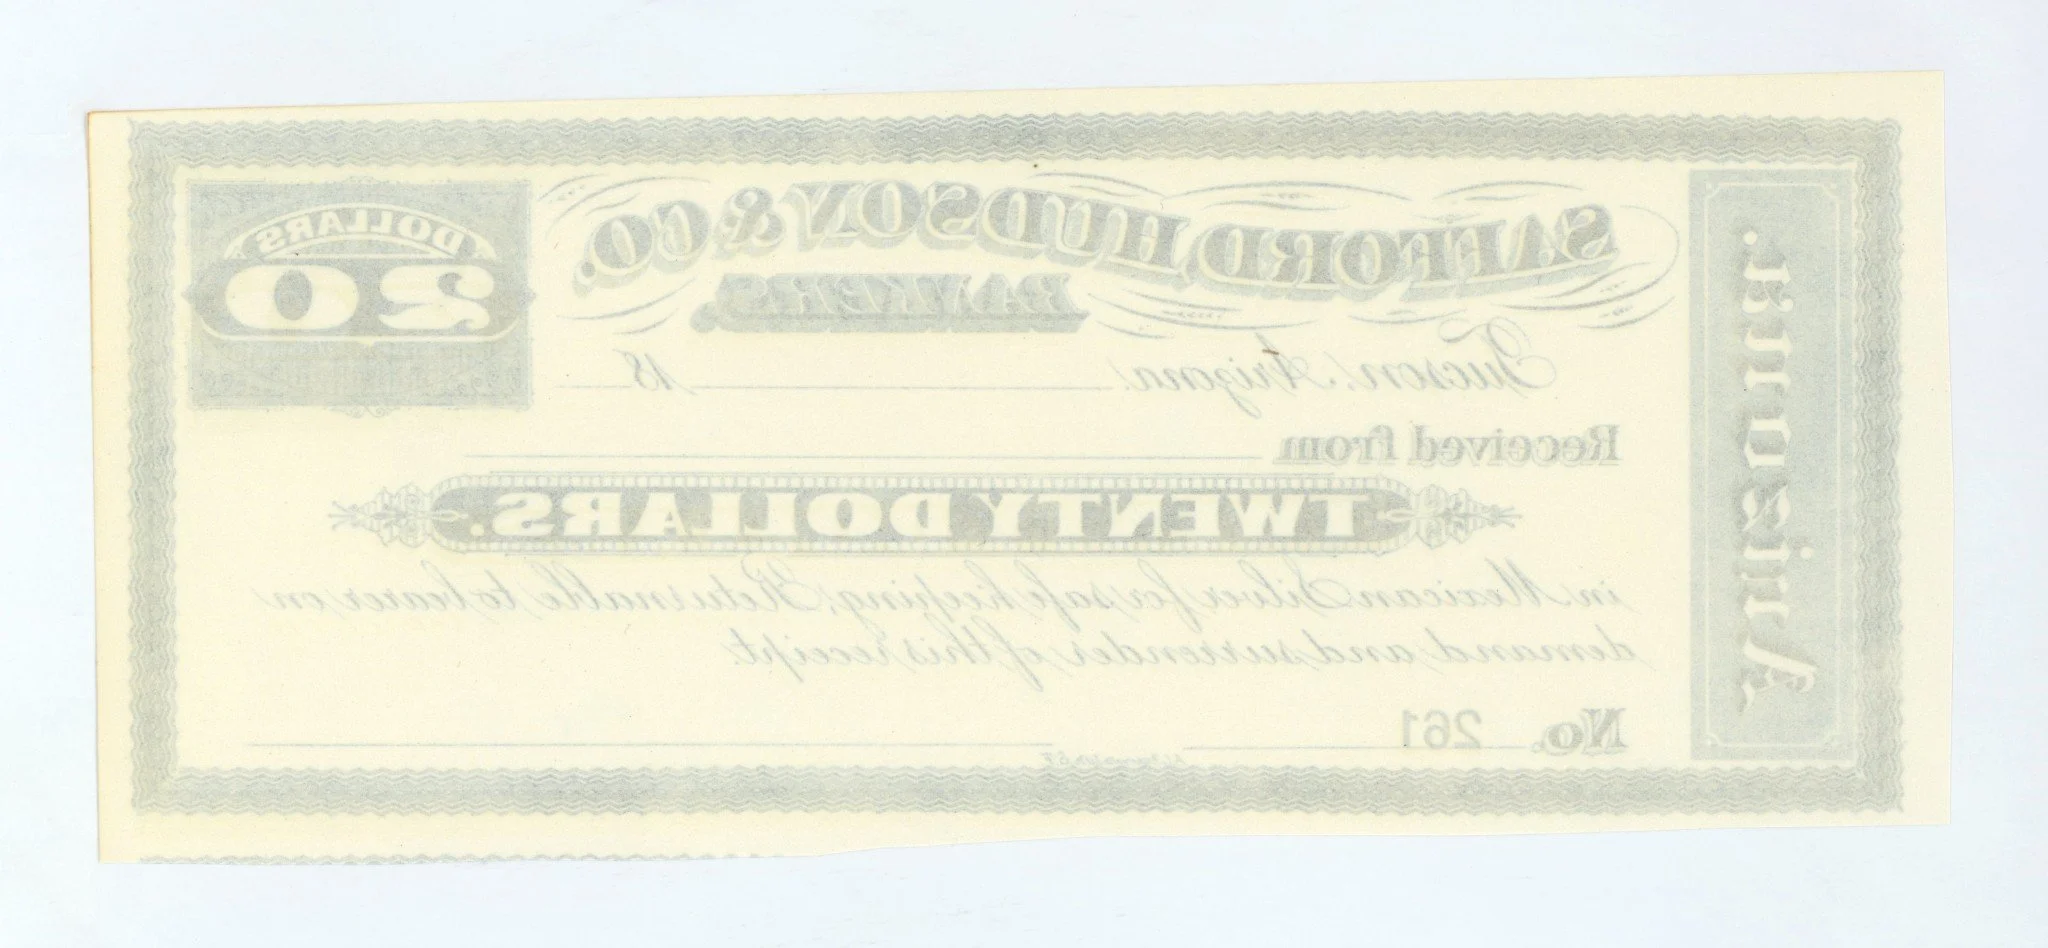 Arizona.
SAFFORD, HUDSON & CO.
BANKERS.
DOLLARS
20
Tucson, Arizona, 18
Received from
TWENTY DOLLARS.
in Mexican Silver for safe keeping, Returnable to bearer on
demand and surrender of this receipt.
No. 261